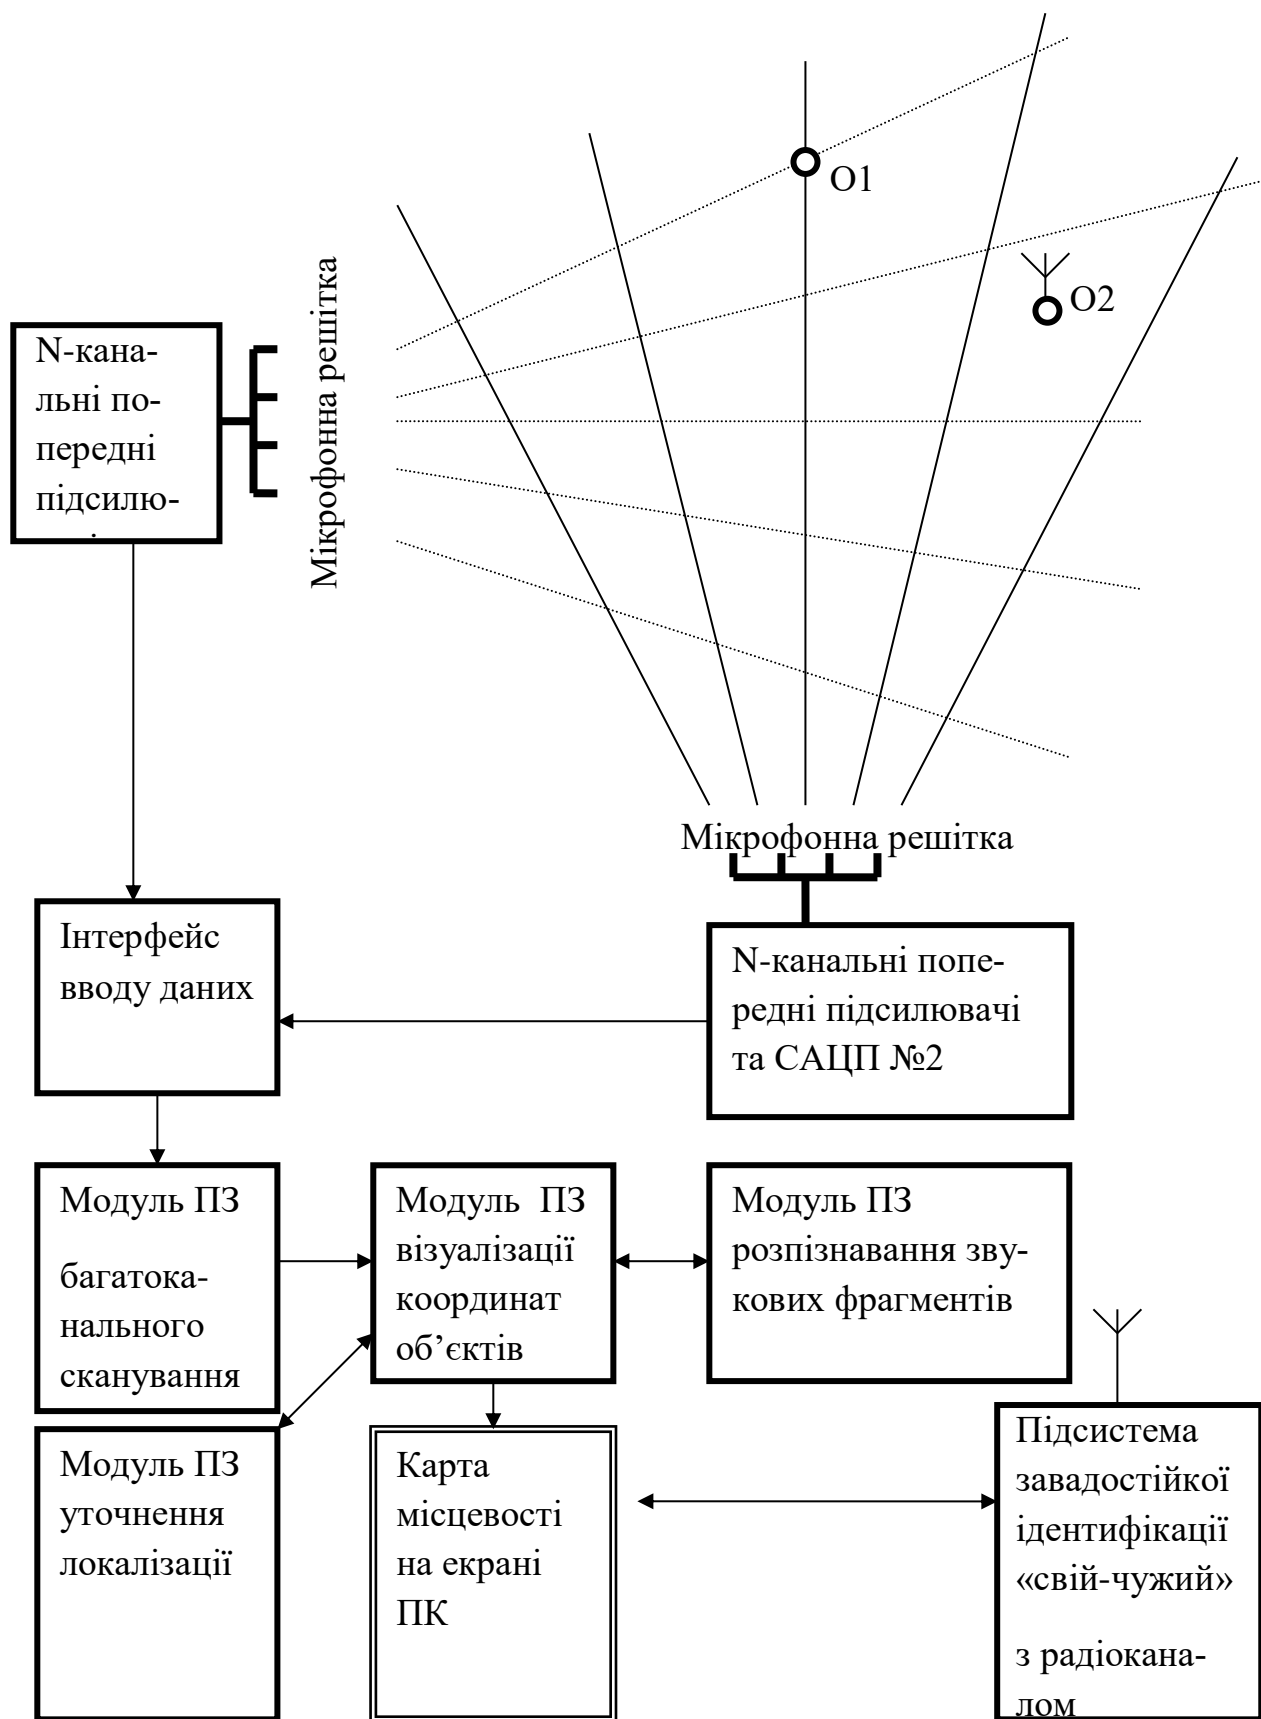 О1
О2
Мікрофонна решітка
N-кана-
льні по-
передні
підсилю-
Мікрофонна решітка
Інтерфейс
вводу даних
N-канальні попе-
редні підсилювачі
та САЦП №2
Модуль ПЗ
багатока-
нального
сканування
Модуль ПЗ
візуалізації
координат
об’єктів
Модуль ПЗ
розпізнавання зву-
кових фрагментів
Модуль ПЗ
уточнення
локалізації
Карта
місцевості
на екрані
ПК
Підсистема
завадостійкої
ідентифікації
«свій-чужий»
з радіокана-
лом